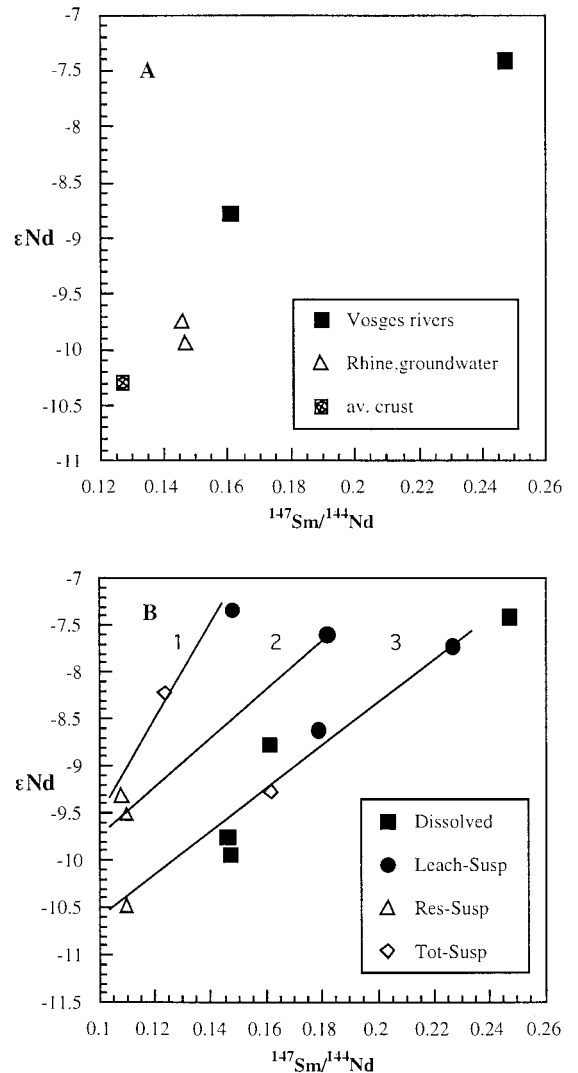 -7
-7.5
-8
-8.5
-9
-9.5
-10
-10.5
-11
εNd
A
Vosges rivers
Rhine,groundwater
av. crust
0.12 0.14 0.16 0.18 0.2 0.22 0.24 0.26
¹⁴⁷Sm/¹⁴⁴Nd
-7
-7.5
-8
-8.5
-9
-9.5
-10
-10.5
-11
-11.5
εNd
B
1 2 3
Dissolved
Leach-Susp
Res-Susp
Tot-Susp
0.1 0.12 0.14 0.16 0.18 0.2 0.22 0.24 0.26
¹⁴⁷Sm/¹⁴⁴Nd